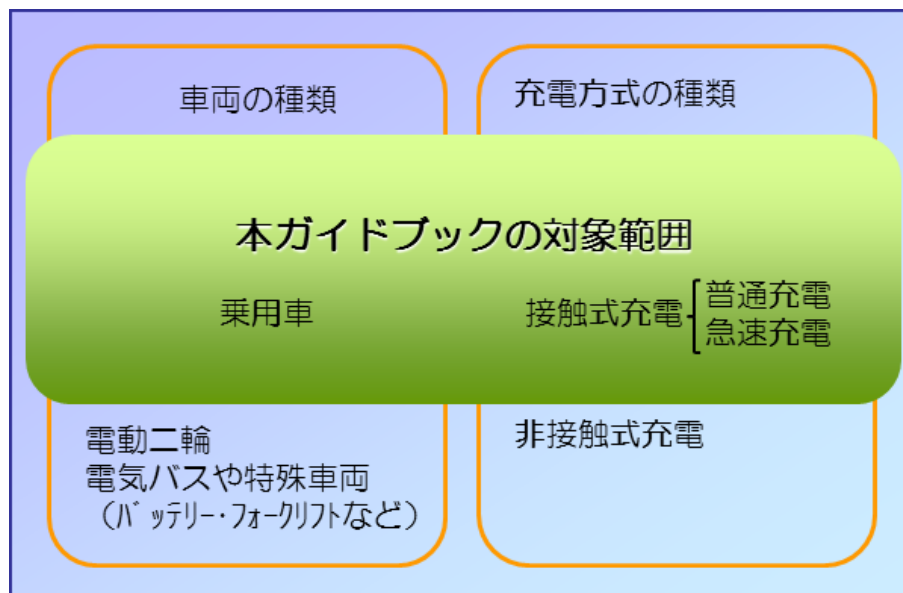 車両の種類
充電方式の種類
本ガイドブックの対象範囲
乗用車
接触式充電
普通充電
急速充電
電動二輪
電気バスや特殊車両
（ﾊﾞｯﾃﾘｰ・ﾌｫｰｸﾘﾌﾄなど）
非接触式充電